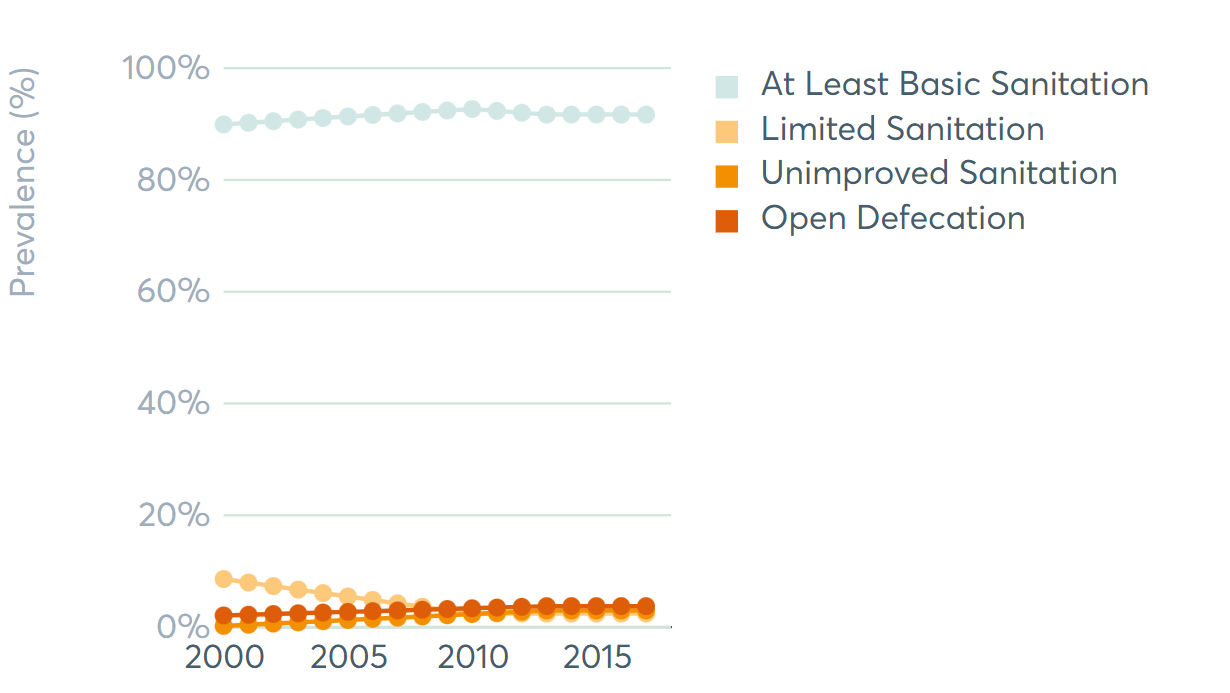 Prevalence (%)
100%
80%
60%
40%
20%
0%
2000 2005 2010 2015
At Least Basic Sanitation
Limited Sanitation
Unimproved Sanitation
Open Defecation